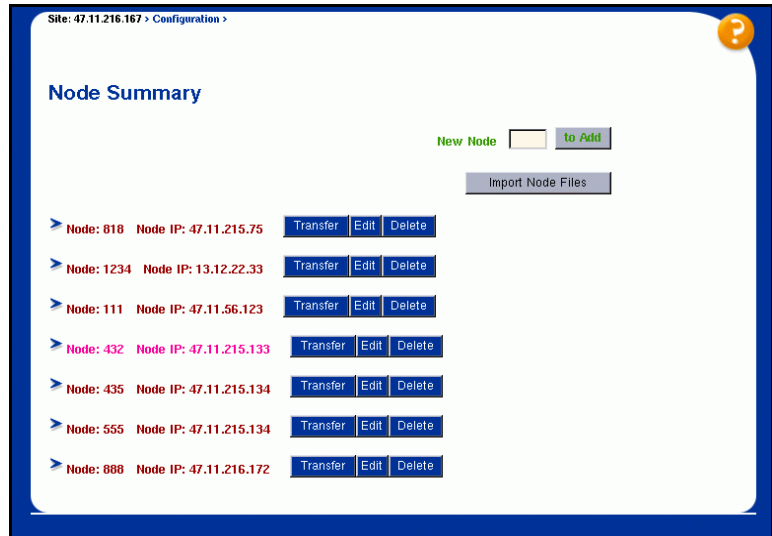 Site: 47.11.216.167 > Configuration >
?
Node Summary
New Node to Add
Import Node Files
Node: 818 Node IP: 47.11.215.75 Transfer Edit Delete
Node: 1234 Node IP: 13.12.22.33 Transfer Edit Delete
Node: 111 Node IP: 47.11.56.123 Transfer Edit Delete
Node: 432 Node IP: 47.11.215.133 Transfer Edit Delete
Node: 435 Node IP: 47.11.215.134 Transfer Edit Delete
Node: 555 Node IP: 47.11.215.134 Transfer Edit Delete
Node: 888 Node IP: 47.11.216.172 Transfer Edit Delete